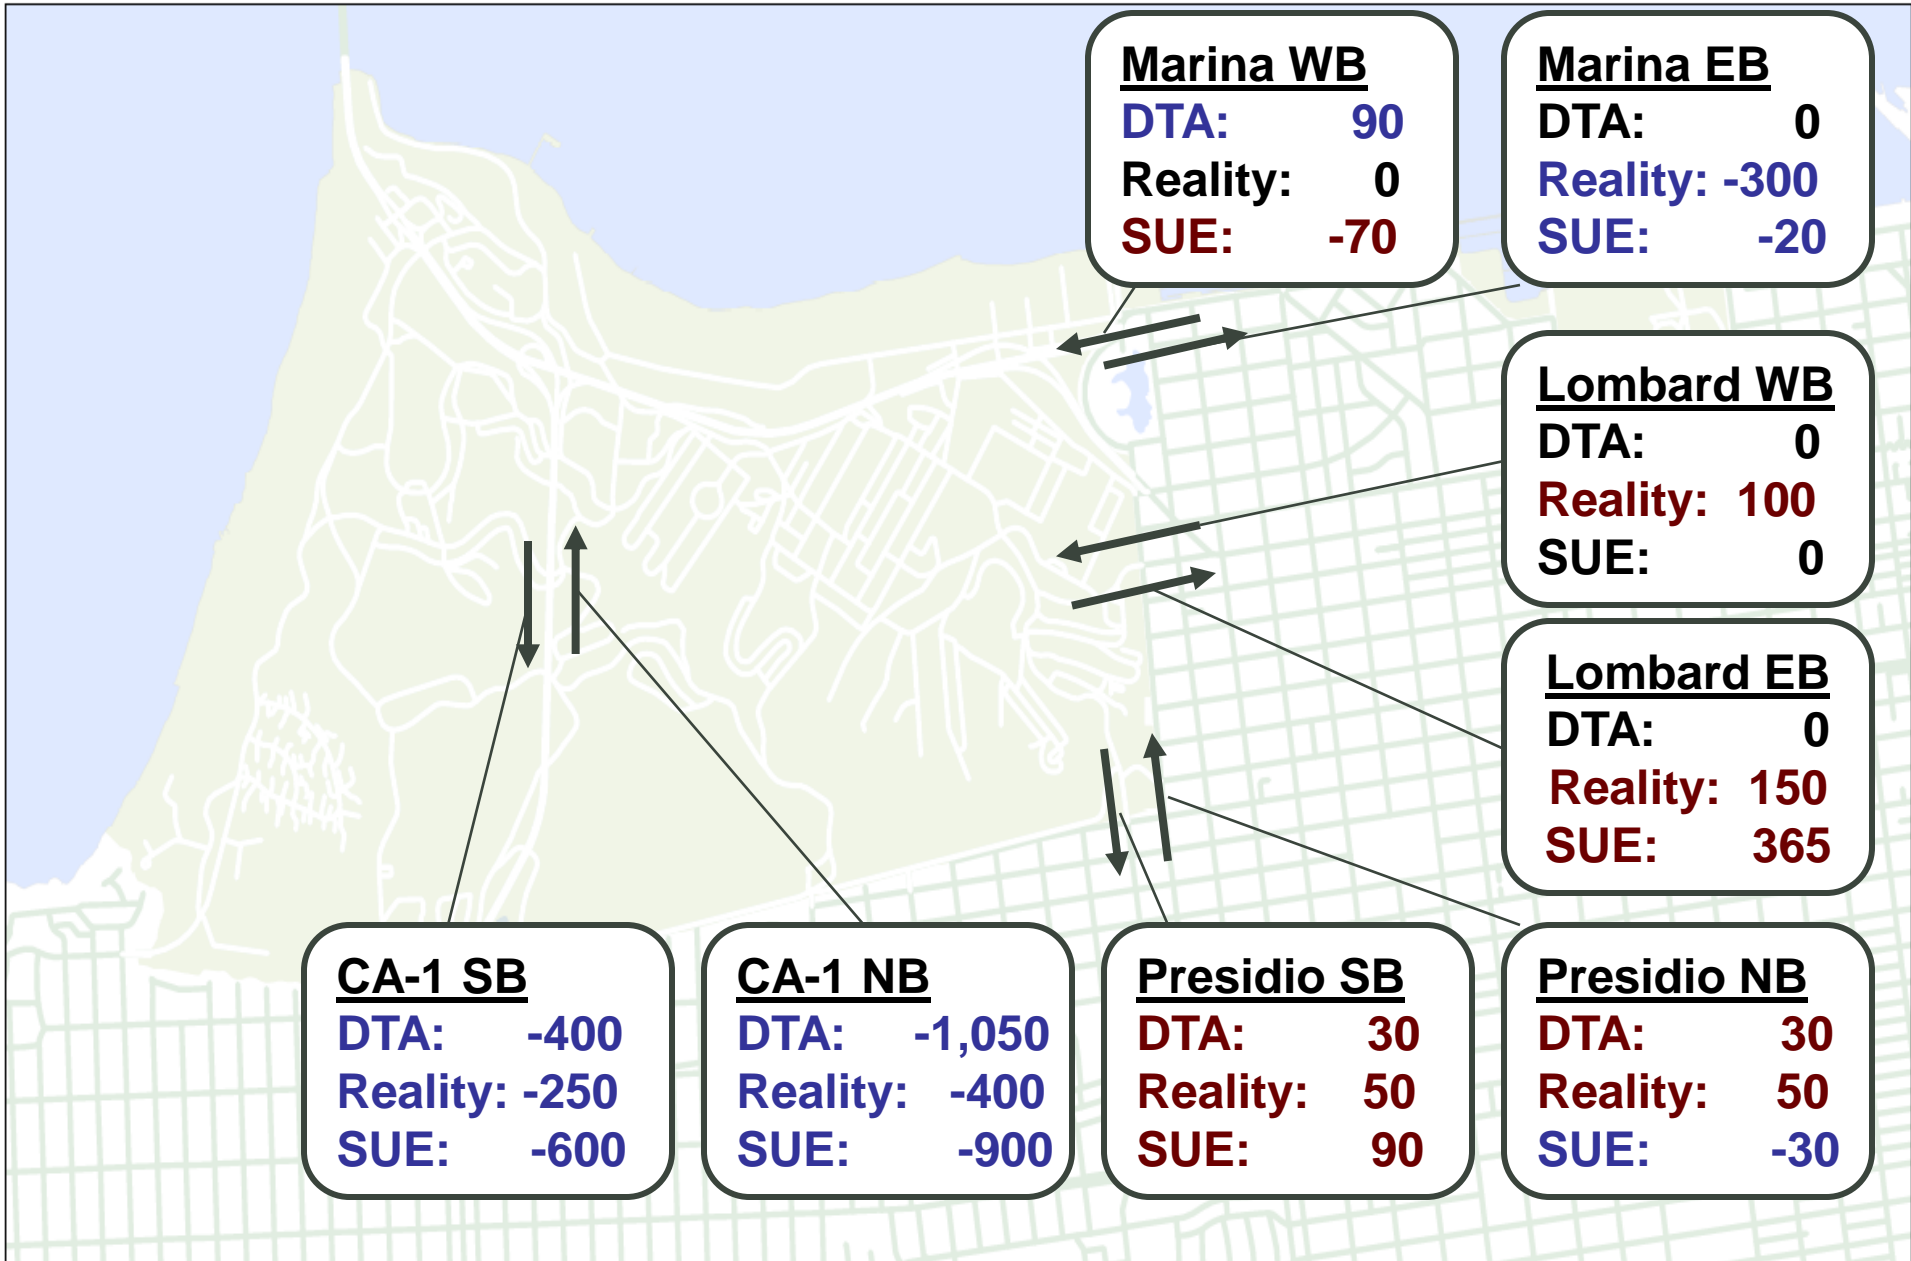 Marina WB
DTA: 90
Reality: 0
SUE: -70
Marina EB
DTA: 0
Reality: -300
SUE: -20
Lombard WB
DTA: 0
Reality: 100
SUE: 0
Lombard EB
DTA: 0
Reality: 150
SUE: 365
CA-1 SB
DTA: -400
Reality: -250
SUE: -600
CA-1 NB
DTA: -1,050
Reality: -400
SUE: -900
Presidio SB
DTA: 30
Reality: 50
SUE: 90
Presidio NB
DTA: 30
Reality: 50
SUE: -30